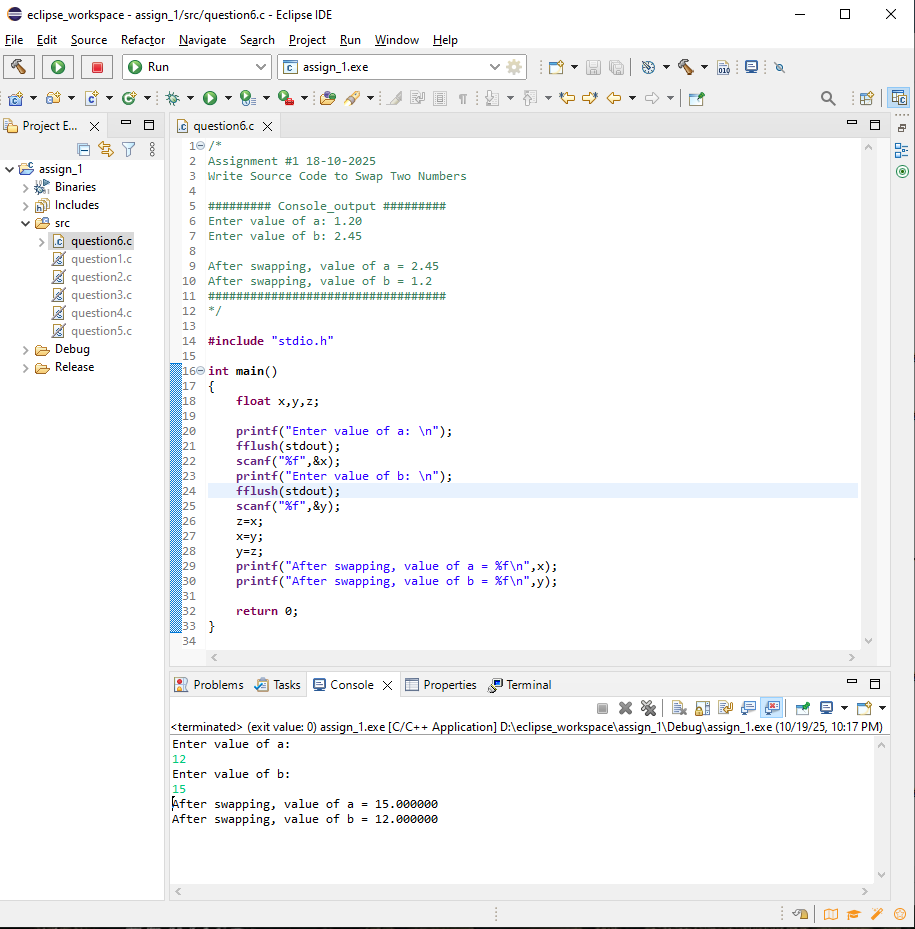 eclipse_workspace - assign_1/src/question6.c - Eclipse IDE
File Edit Source Refactor Navigate Search Project Run Window Help
Run
assign_1.exe
010
Project E...
assign_1
Binaries
Includes
src
question6.c
question1.c
question2.c
question3.c
question4.c
question5.c
Debug
Release
question6.c
1 /*
2 Assignment #1 18-10-2025
3 Write Source Code to Swap Two Numbers
4
5 ######### Console_output #########
6 Enter value of a: 1.20
7 Enter value of b: 2.45
8
9 After swapping, value of a = 2.45
10 After swapping, value of b = 1.2
11 ##################################
12 */
13
14 #include "stdio.h"
15
16 int main()
17 {
18     float x,y,z;
19
20     printf("Enter value of a: \n");
21     fflush(stdout);
22     scanf("%f",&x);
23     printf("Enter value of b: \n");
24     fflush(stdout);
25     scanf("%f",&y);
26     z=x;
27     x=y;
28     y=z;
29     printf("After swapping, value of a = %f\n",x);
30     printf("After swapping, value of b = %f\n",y);
31
32     return 0;
33 }
34
Problems Tasks Console Properties Terminal
<terminated> (exit value: 0) assign_1.exe [C/C++ Application] D:\eclipse_workspace\assign_1\Debug\assign_1.exe (10/19/25, 10:17 PM)
Enter value of a:
12
Enter value of b:
15
After swapping, value of a = 15.000000
After swapping, value of b = 12.000000